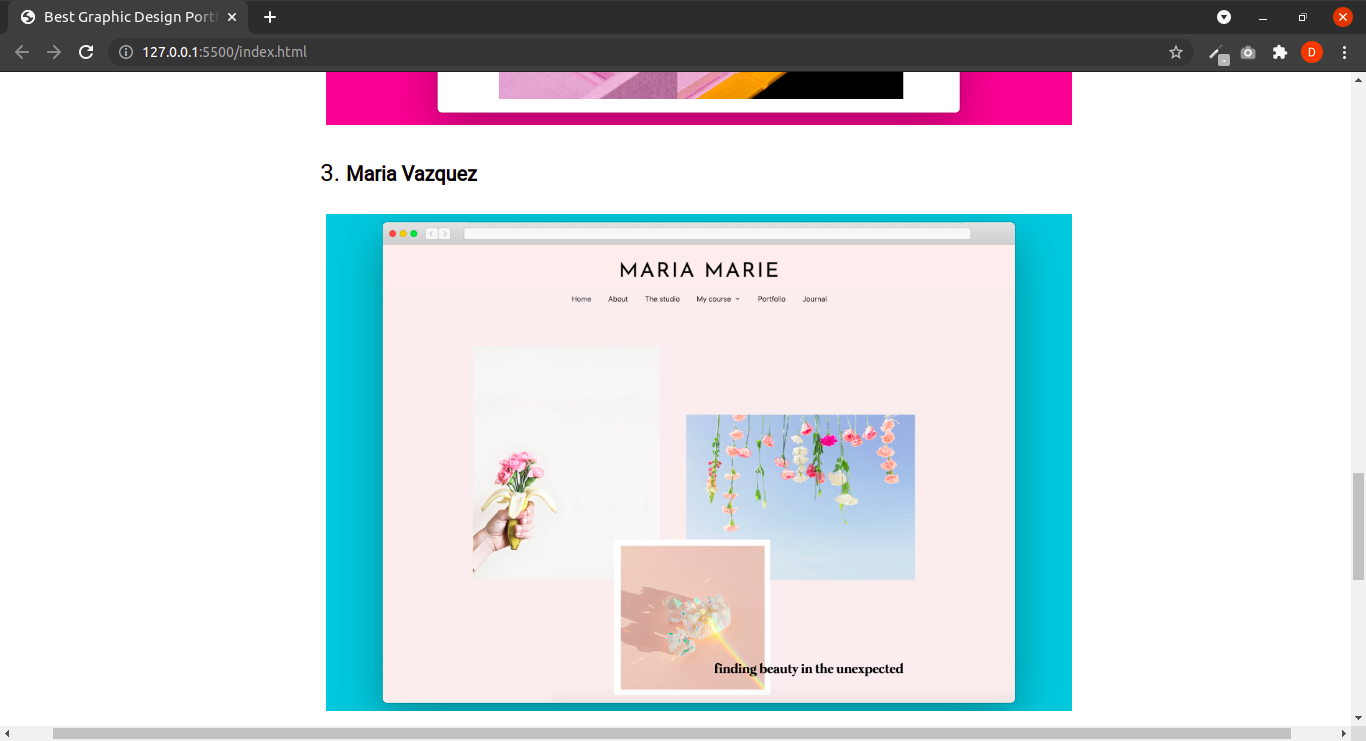 Best Graphic Design Port
127.0.0.1:5500/index.html
D
3. Maria Vazquez
MARIA MARIE
Home About The studio My course Portfolio Journal
finding beauty in the unexpected